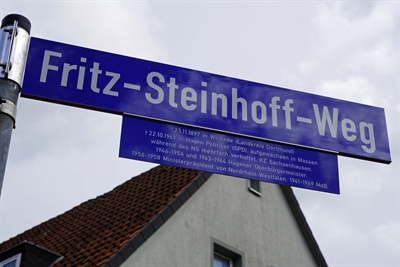 Fritz-Steinhoff-Weg
* 23.11.1897 in Wickede (Landkreis Dortmund)
† 22.10.1969 in Hagen Politiker (SPD), aufgewachsen in Massen
während des NS mehrfach verhaftet, KZ Sachsenhausen,
1946-1956 und 1963-1964 Hagener Oberbürgermeister,
1956-1958 Ministerpräsident von Nordrhein-Westfalen, 1961-1969 MdB